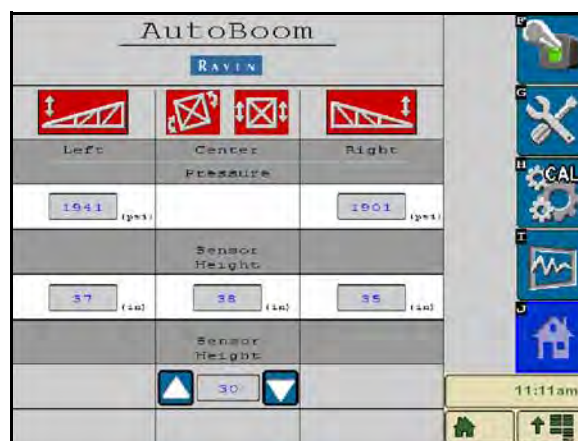 AutoBoom
RAVEN
Left Center Right
Pressure
1941 (psi) 1901 (psi)
Sensor
Height
37 (in) 38 (in) 35 (in)
Sensor
Height
30
F
G
H
CAL
I
J
11:11am